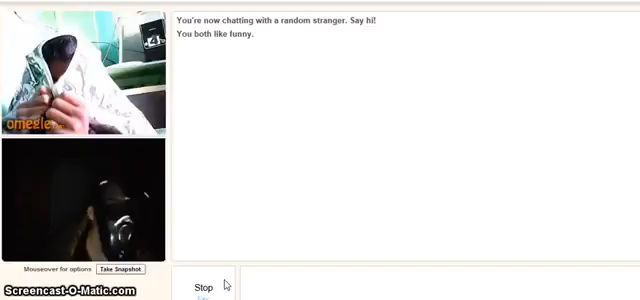 You're now chatting with a random stranger. Say hi!
You both like funny.
omegle
Mouseover for options
Take Snapshot
Stop
Esc
Screencast-O-Matic.com